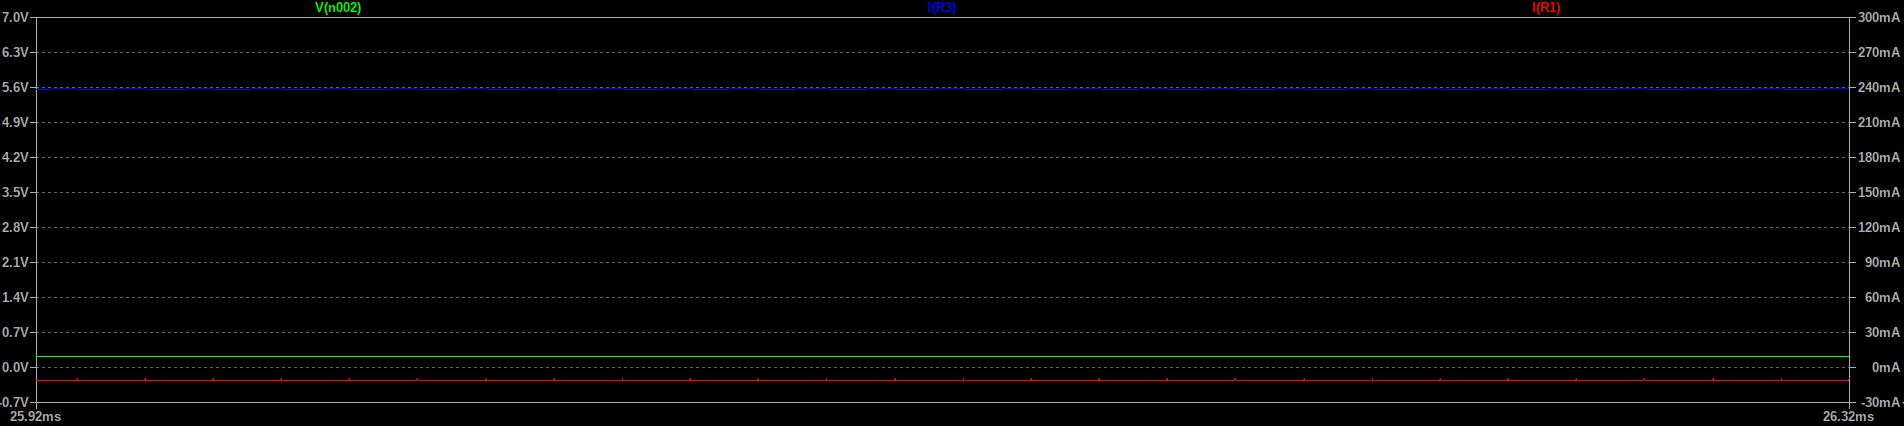 V(n002) I(R3) I(R1)
7.0V 300mA
6.3V 270mA
5.6V 240mA
4.9V 210mA
4.2V 180mA
3.5V 150mA
2.8V 120mA
2.1V 90mA
1.4V 60mA
0.7V 30mA
0.0V 0mA
-0.7V -30mA
25.92ms 26.32ms